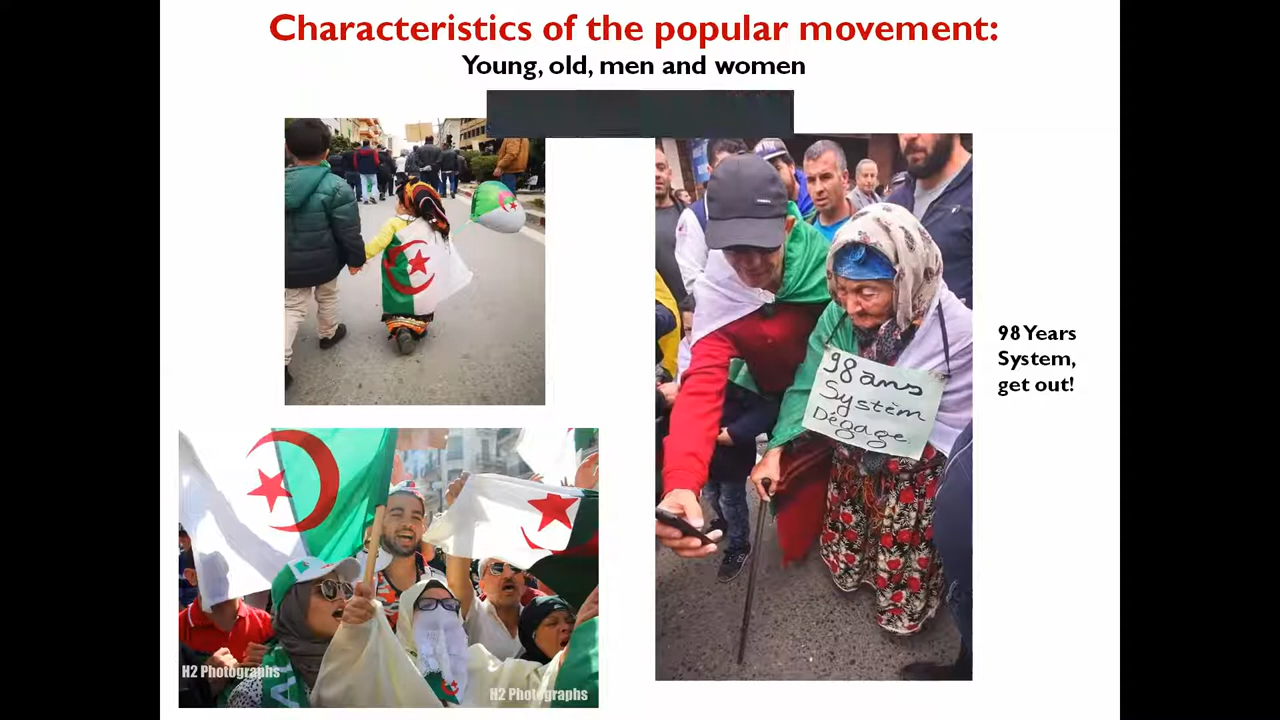 Characteristics of the popular movement:
Young, old, men and women
98 ans
Systèm
Dégage
98 Years
System,
get out!
H2 Photographs
H2 Photographs